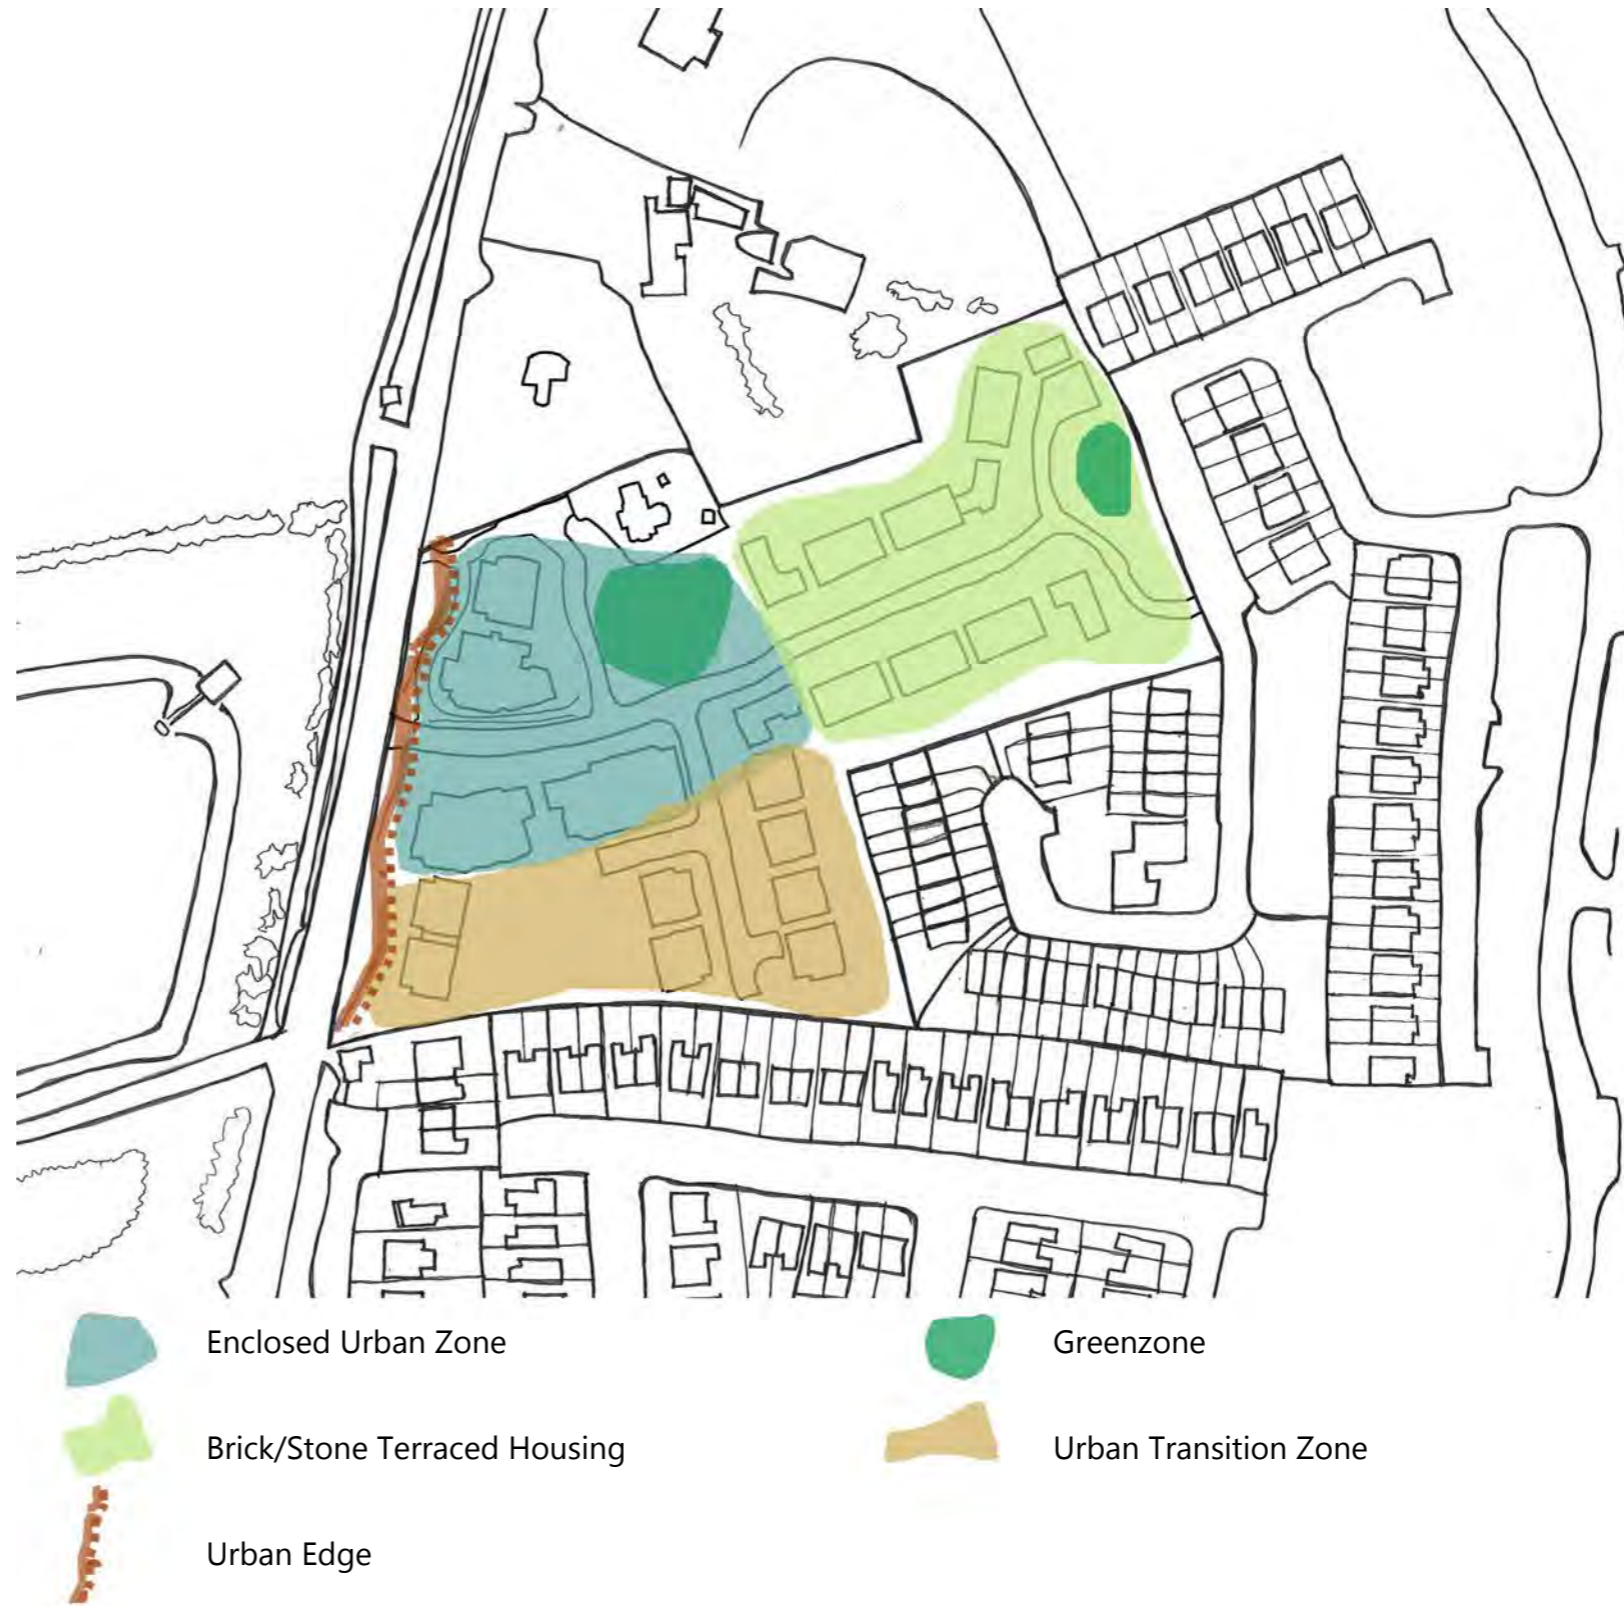 Enclosed Urban Zone
Greenzone
Brick/Stone Terraced Housing
Urban Transition Zone
Urban Edge